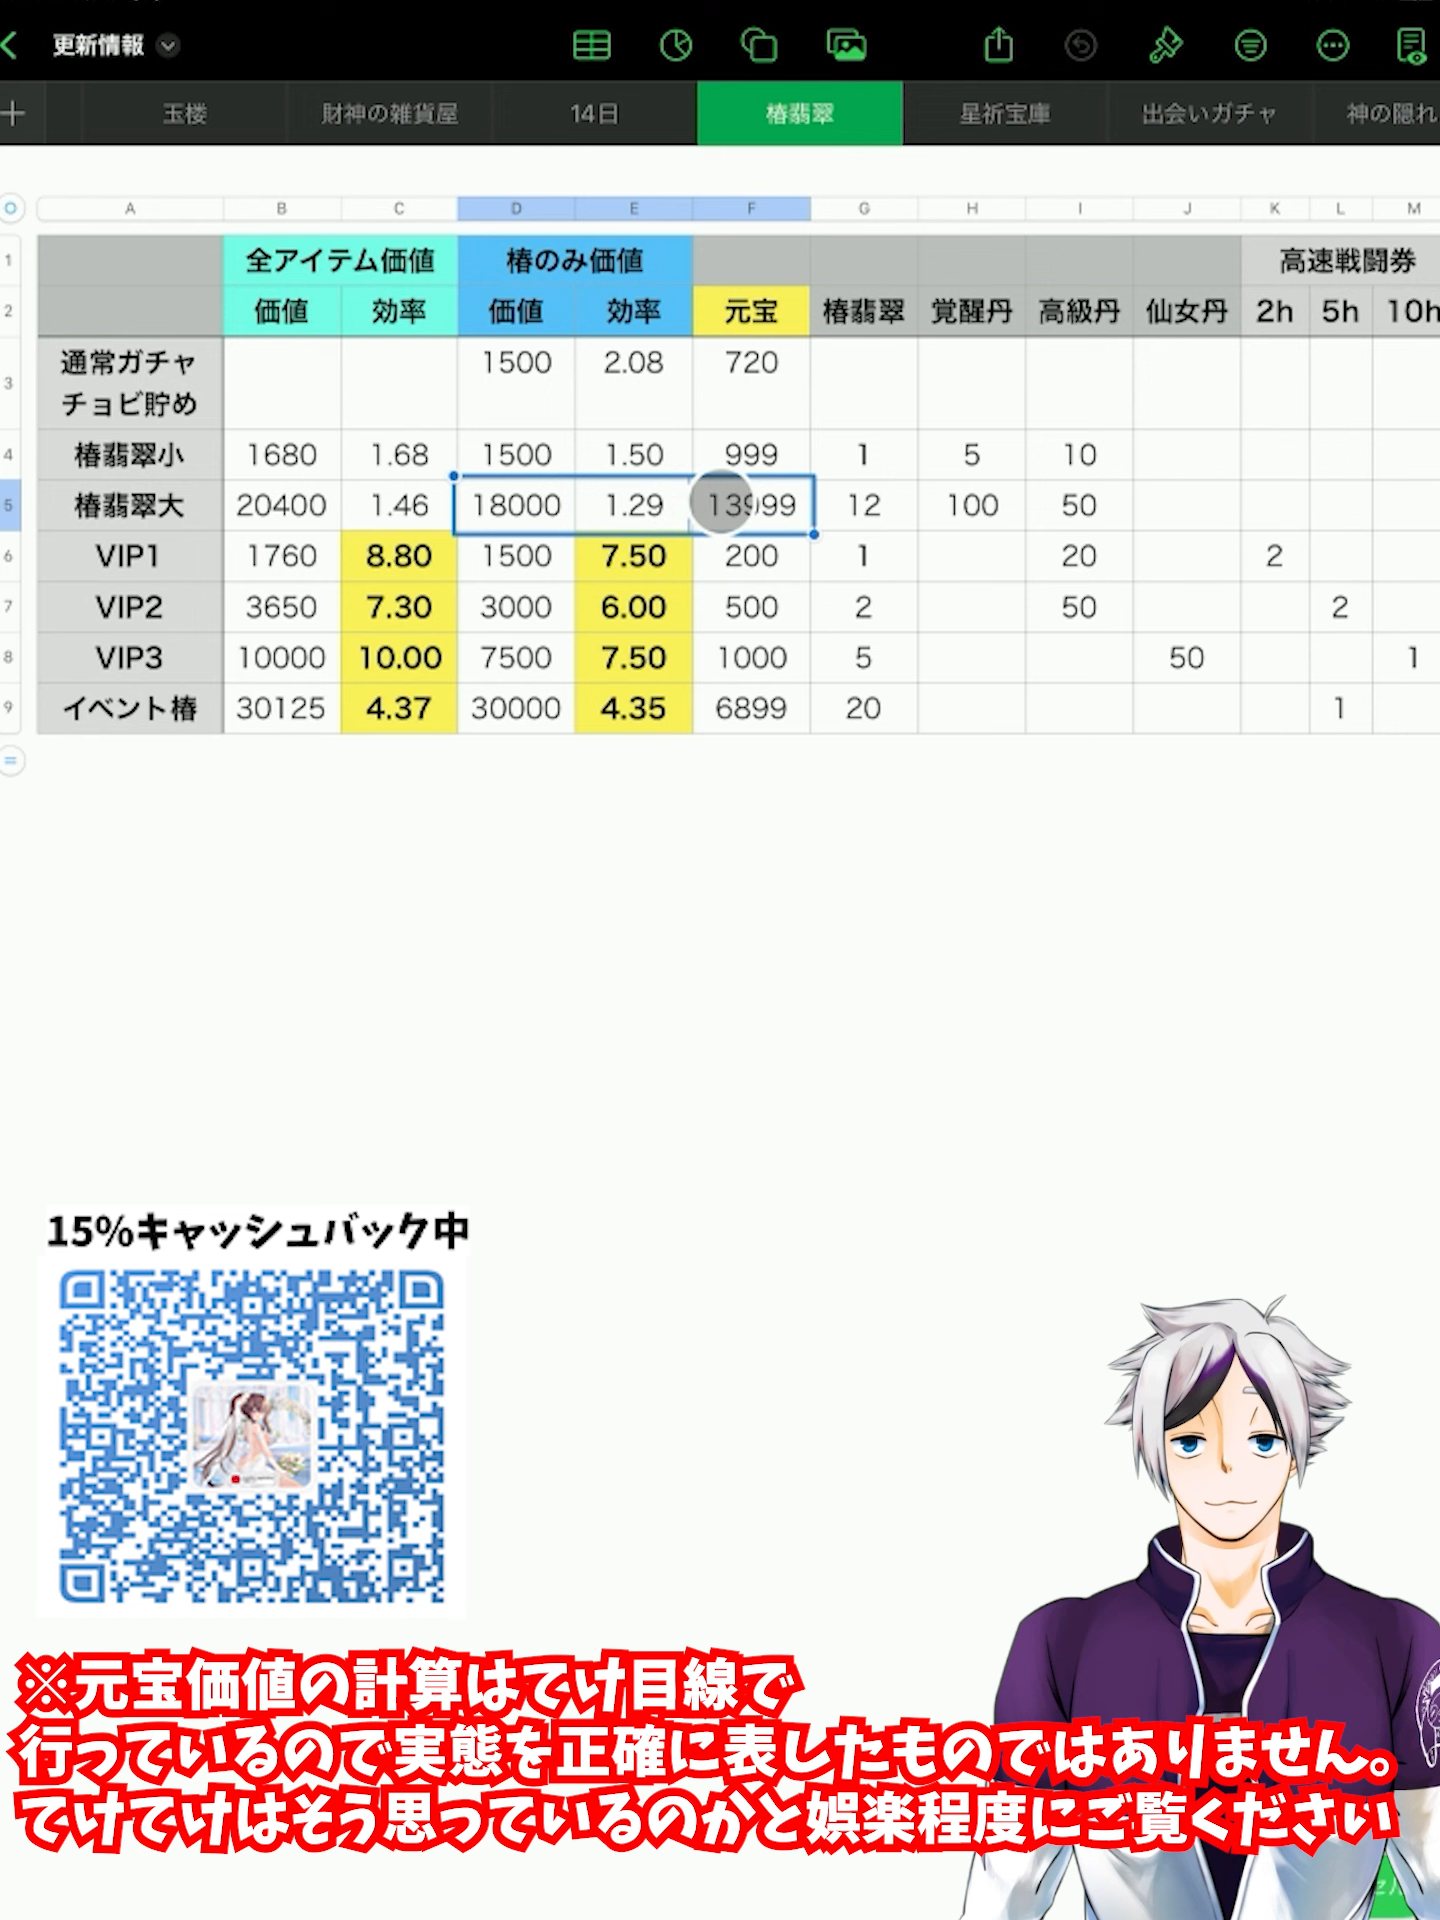 更新情報
玉楼 財神の雑貨屋 14日 椿翡翠 星祈宝庫 出会いガチャ 神の隠れ
A B C D E F G H I J K L M
1 全アイテム価値 椿のみ価値 高速戦闘券
2 価値 効率 価値 効率 元宝 椿翡翠 覚醒丹 高級丹 仙女丹 2h 5h 10h
3 通常ガチャ 1500 2.08 720
チョビ貯め
4 椿翡翠小 1680 1.68 1500 1.50 999 1 5 10
5 椿翡翠大 20400 1.46 18000 1.29 13999 12 100 50
6 VIP1 1760 8.80 1500 7.50 200 1 20 2
7 VIP2 3650 7.30 3000 6.00 500 2 50 2
8 VIP3 10000 10.00 7500 7.50 1000 5 50 1
9 イベント椿 30125 4.37 30000 4.35 6899 20 1
15%キャッシュバック中
※元宝価値の計算はてけ目線で
行っているので実態を正確に表したものではありません。
てけてけはそう思っているのかと娯楽程度にご覧ください